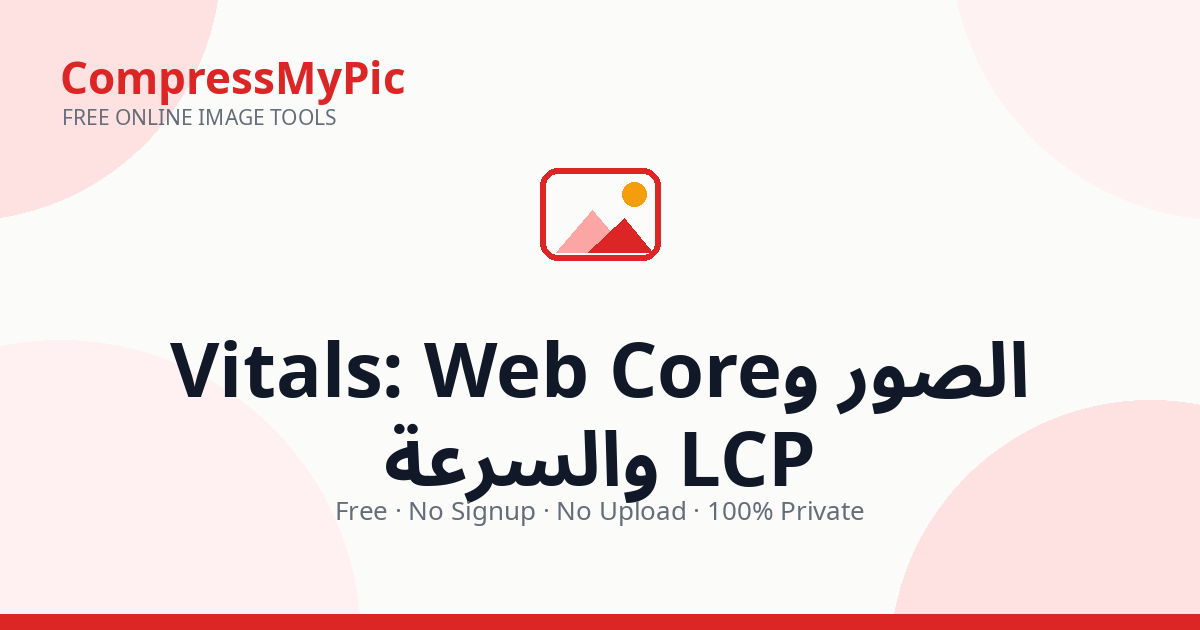 CompressMyPic
FREE ONLINE IMAGE TOOLS
الصور وCore Web Vitals:
LCP والسرعة
Free · No Signup · No Upload · 100% Private